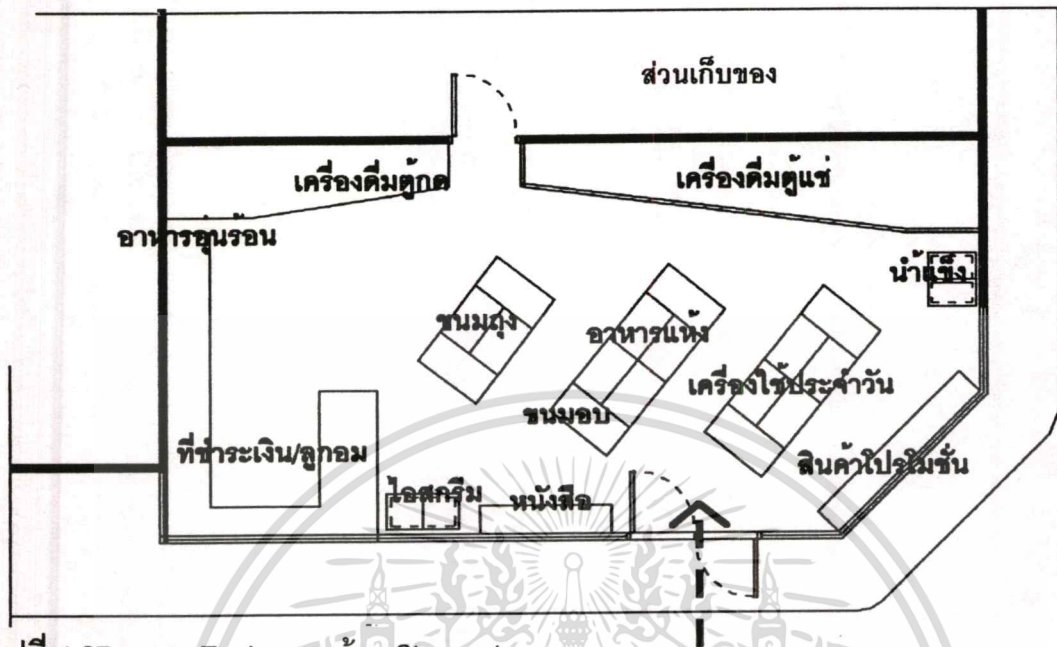 ส่วนเก็บของ
เครื่องดื่มตู้กด
เครื่องดื่มตู้แช่
อาหารอุ่นร้อน
น้ำแข็ง
ขนมถุง
อาหารแห้ง
เครื่องใช้ประจำวัน
ขนมอบ
ที่ชำระเงิน/ลูกอม
สินค้าโปรโมชั่น
ไอสกรีม
หนังสือ